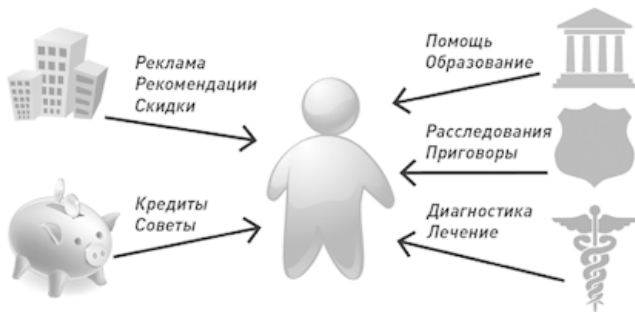 Реклама
Рекомендации
Скидки
Кредиты
Советы
Помощь
Образование
Расследования
Приговоры
Диагностика
Лечение